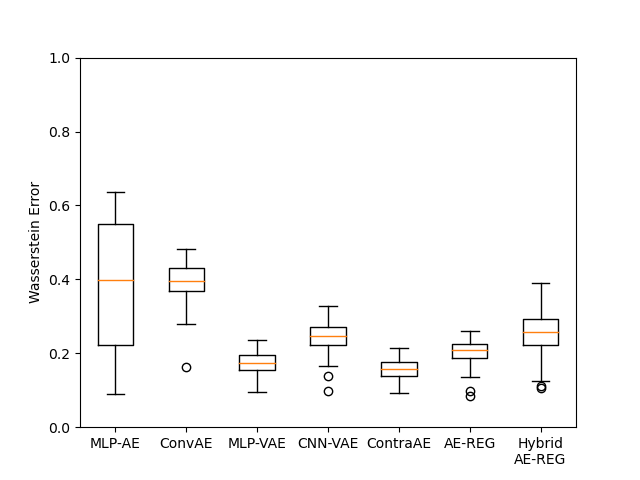 1.0
0.8
0.6
0.4
0.2
0.0
Wasserstein Error
MLP-AE ConvAE MLP-VAE CNN-VAE ContraAE AE-REG Hybrid
AE-REG